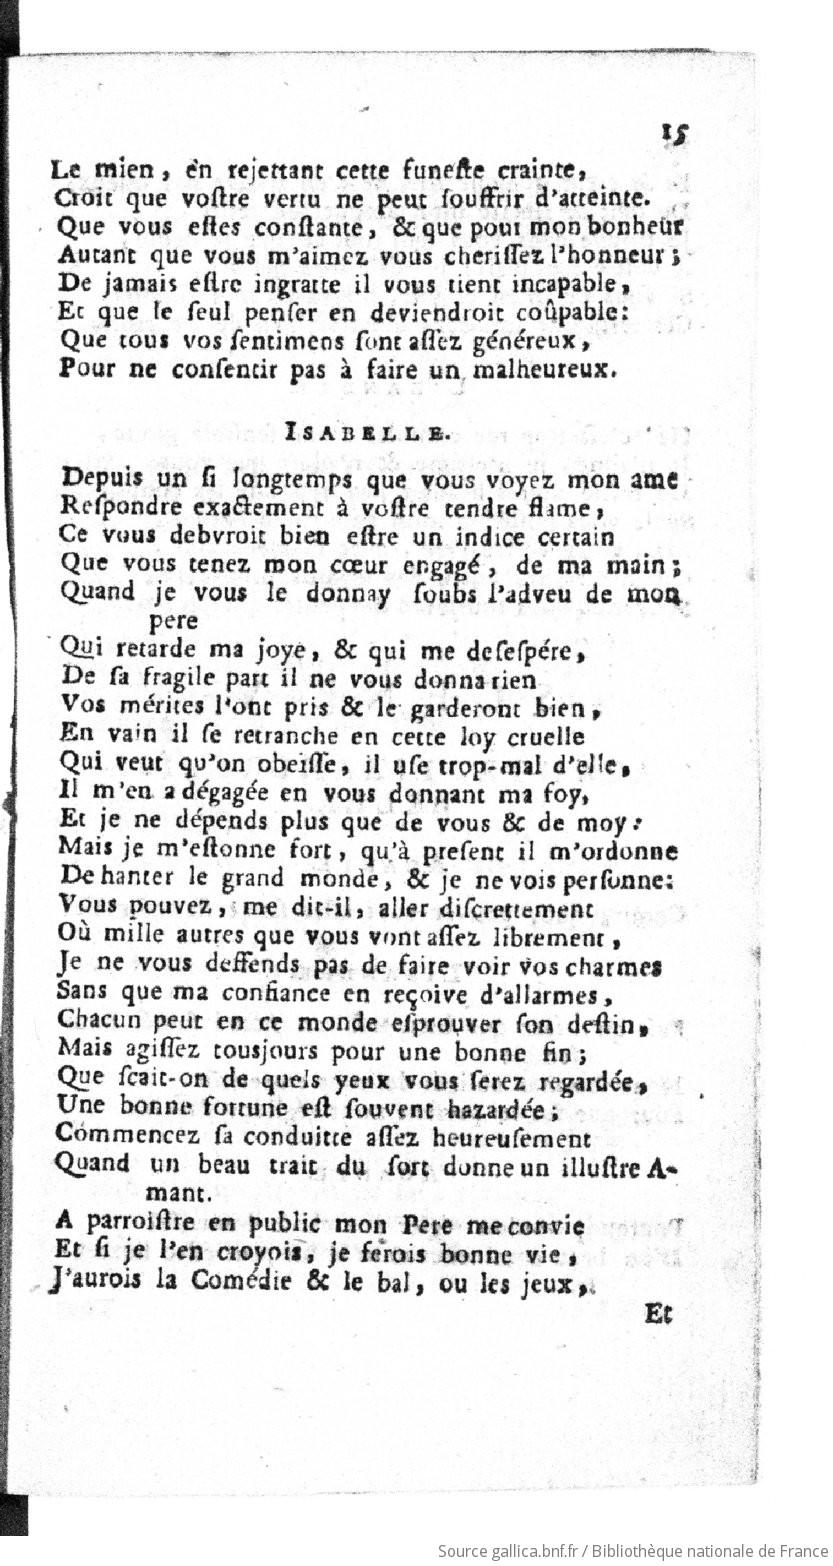 15
Le mien, en rejettant cette funeſte crainte,
Croit que voſtre vertu ne peut ſouffrir d'atteinte.
Que vous eſtes conſtante, & que pour mon bonheur
Autant que vous m'aimez vous cheriſſez l'honneur;
De jamais eſtre ingratte il vous tient incapable,
Et que le ſeul penſer en deviendroit coûpable:
Que tous vos ſentimens ſont aſſez généreux,
Pour ne conſentir pas à faire un malheureux.
ISABELLE.
Depuis un ſi longtemps que vous voyez mon ame
Reſpondre exactement à voſtre tendre flame,
Ce vous debvroit bien eſtre un indice certain
Que vous tenez mon cœur engagé, de ma main;
Quand je vous le donnay ſoubs l'adveu de mon
pere
Qui retarde ma joye, & qui me deſeſpére,
De ſa fragile part il ne vous donna rien
Vos mérites l'ont pris & le garderont bien,
En vain il ſe retranche en cette loy cruelle
Qui veut qu'on obeiſſe, il uſe trop-mal d'elle,
Il m'en a dégagée en vous donnant ma foy,
Et je ne dépends plus que de vous & de moy:
Mais je m'eſtonne fort, qu'à preſent il m'ordonne
De hanter le grand monde, & je ne vois perſonne:
Vous pouvez, me dit-il, aller diſcrettement
Où mille autres que vous vont aſſez librement,
Je ne vous deffends pas de faire voir vos charmes
Sans que ma confiance en reçoive d'allarmes,
Chacun peut en ce monde eſprouver ſon deſtin,
Mais agiſſez tousjours pour une bonne fin;
Que ſcait-on de quels yeux vous ſerez regardée,
Une bonne fortune eſt ſouvent hazardée;
Commencez ſa conduitte aſſez heureuſement
Quand un beau trait du ſort donne un illuſtre A-
mant.
A parroiſtre en public mon Pere me convie
Et ſi je l'en croyois, je ferois bonne vie,
J'aurois la Comédie & le bal, ou les jeux,
Et
Source gallica.bnf.fr / Bibliothèque nationale de France